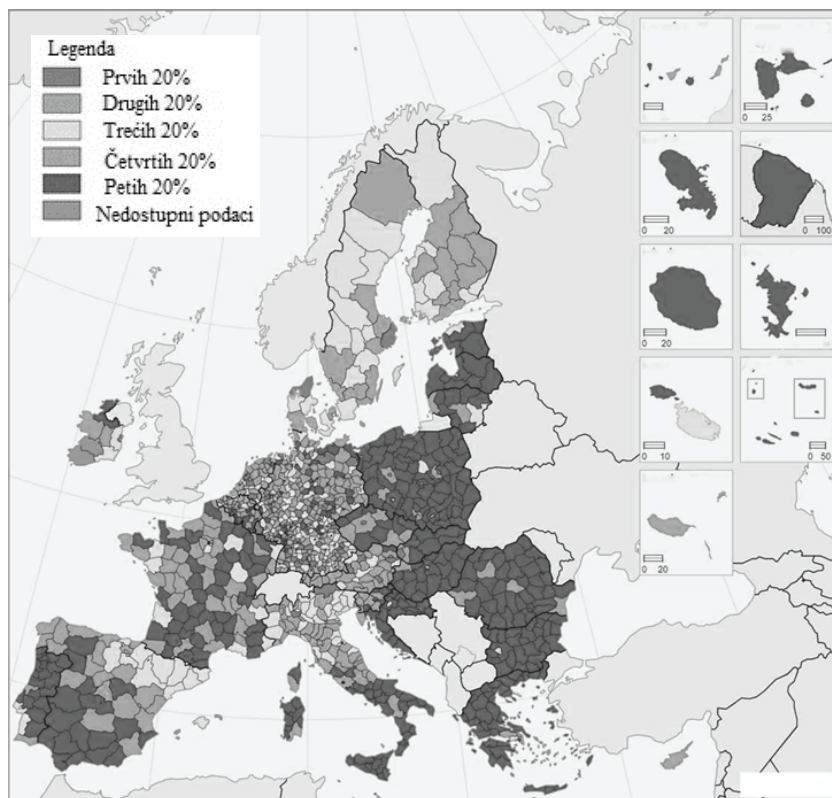 Legenda
Prvih 20%
Drugih 20%
Trećih 20%
Četvrtih 20%
Petih 20%
Nedostupni podaci
0 25
0 20
0 100
0 20
0 10
0 50
0 20